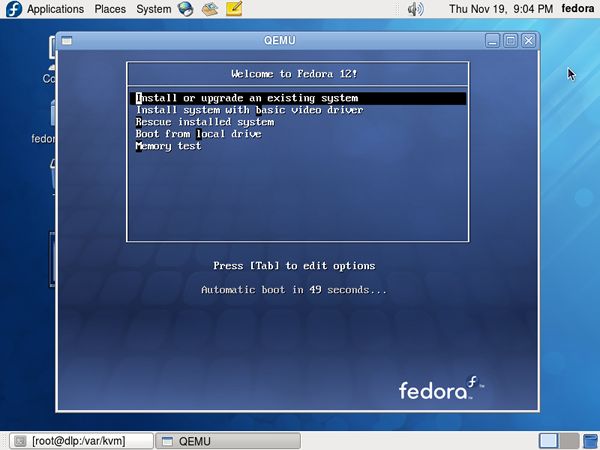 Applications Places System Thu Nov 19, 9:04 PM fedora
QEMU
Welcome to Fedora 12!
Install or upgrade an existing system
Install system with basic video driver
Rescue installed system
Boot from local drive
Memory test
Press [Tab] to edit options
Automatic boot in 49 seconds...
fedora
[root@dlp:/var/kvm] QEMU